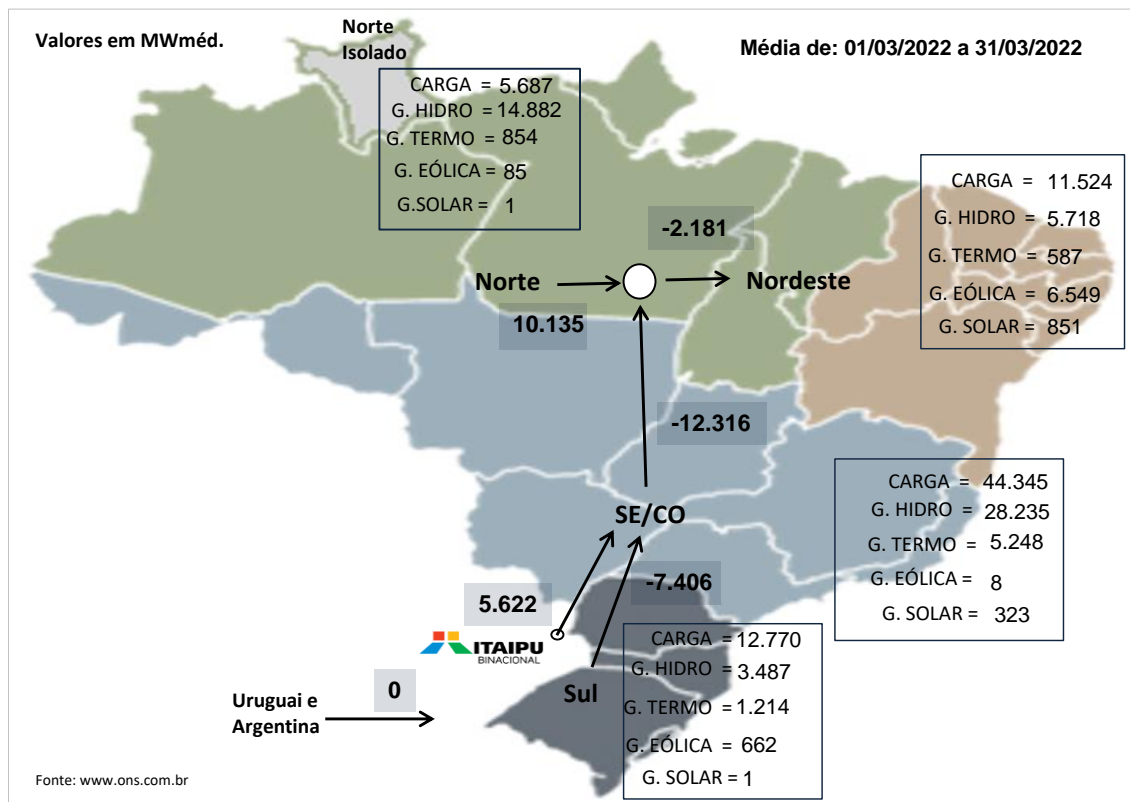 Valores em MWméd.
Norte
Isolado
Média de: 01/03/2022 a 31/03/2022
CARGA = 5.687
G. HIDRO = 14.882
G. TERMO = 854
G. EÓLICA = 85
G.SOLAR = 1
CARGA = 11.524
G. HIDRO = 5.718
G. TERMO = 587
G. EÓLICA = 6.549
G. SOLAR = 851
-2.181
Norte
Nordeste
10.135
-12.316
CARGA = 44.345
G. HIDRO = 28.235
G. TERMO = 5.248
G. EÓLICA = 8
G. SOLAR = 323
SE/CO
-7.406
5.622
ITAIPU
BINACIONAL
CARGA = 12.770
G. HIDRO = 3.487
G. TERMO = 1.214
G. EÓLICA = 662
G. SOLAR = 1
Sul
0
Uruguai e
Argentina
Fonte: www.ons.com.br